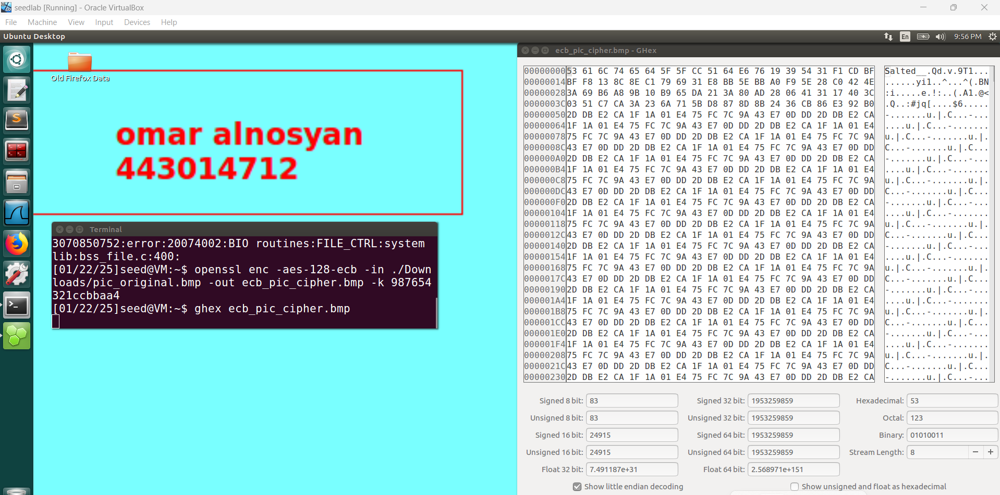 seedlab [Running] - Oracle VirtualBox
File Machine View Input Devices Help
Ubuntu Desktop
En
9:56 PM
Old Firefox Data
omar alnosyan
443014712
Terminal
3070850752:error:20074002:BIO routines:FILE_CTRL:system
lib:bss_file.c:400:
[01/22/25]seed@VM:~$ openssl enc -aes-128-ecb -in ./Down
loads/pic_original.bmp -out ecb_pic_cipher.bmp -k 987654
321ccbbaa4
[01/22/25]seed@VM:~$ ghex ecb_pic_cipher.bmp
ecb_pic_cipher.bmp - GHex
00000000 53 61 6C 74 65 64 5F 5F CC 51 64 E6 76 19 39 54 31 F1 CD BF Salted__.Qd.v.9T1...
00000014 BF F8 13 8C 8E C1 79 69 31 E8 BB 5E BB A0 F9 5E 28 C0 42 4E ......yi1..^...^(.BN
00000028 3A 69 B6 A8 9B 10 B9 65 DA 21 3A 80 AD 28 06 41 31 17 40 3C :i.....e.!:..(.A1.@<
0000003C 03 51 C7 CA 3A 23 6A 71 5B D8 87 8D 8B 24 36 CB 86 E3 92 B0 .Q..:#jq[....$6.....
00000050 2D DB E2 CA 1F 1A 01 E4 75 FC 7C 9A 43 E7 0D DD 2D DB E2 CA -.......u.|.C...-...
00000064 1F 1A 01 E4 75 FC 7C 9A 43 E7 0D DD 2D DB E2 CA 1F 1A 01 E4 ....u.|.C...-.......
00000078 75 FC 7C 9A 43 E7 0D DD 2D DB E2 CA 1F 1A 01 E4 75 FC 7C 9A u.|.C...-.......u.|.
0000008C 43 E7 0D DD 2D DB E2 CA 1F 1A 01 E4 75 FC 7C 9A 43 E7 0D DD C...-.......u.|.C...
000000A0 2D DB E2 CA 1F 1A 01 E4 75 FC 7C 9A 43 E7 0D DD 2D DB E2 CA -.......u.|.C...-...
000000B4 1F 1A 01 E4 75 FC 7C 9A 43 E7 0D DD 2D DB E2 CA 1F 1A 01 E4 ....u.|.C...-.......
000000C8 75 FC 7C 9A 43 E7 0D DD 2D DB E2 CA 1F 1A 01 E4 75 FC 7C 9A u.|.C...-.......u.|.
000000DC 43 E7 0D DD 2D DB E2 CA 1F 1A 01 E4 75 FC 7C 9A 43 E7 0D DD C...-.......u.|.C...
000000F0 2D DB E2 CA 1F 1A 01 E4 75 FC 7C 9A 43 E7 0D DD 2D DB E2 CA -.......u.|.C...-...
00000104 1F 1A 01 E4 75 FC 7C 9A 43 E7 0D DD 2D DB E2 CA 1F 1A 01 E4 ....u.|.C...-.......
00000118 75 FC 7C 9A 43 E7 0D DD 2D DB E2 CA 1F 1A 01 E4 75 FC 7C 9A u.|.C...-.......u.|.
0000012C 43 E7 0D DD 2D DB E2 CA 1F 1A 01 E4 75 FC 7C 9A 43 E7 0D DD C...-.......u.|.C...
00000140 2D DB E2 CA 1F 1A 01 E4 75 FC 7C 9A 43 E7 0D DD 2D DB E2 CA -.......u.|.C...-...
00000154 1F 1A 01 E4 75 FC 7C 9A 43 E7 0D DD 2D DB E2 CA 1F 1A 01 E4 ....u.|.C...-.......
00000168 75 FC 7C 9A 43 E7 0D DD 2D DB E2 CA 1F 1A 01 E4 75 FC 7C 9A u.|.C...-.......u.|.
0000017C 43 E7 0D DD 2D DB E2 CA 1F 1A 01 E4 75 FC 7C 9A 43 E7 0D DD C...-.......u.|.C...
00000190 2D DB E2 CA 1F 1A 01 E4 75 FC 7C 9A 43 E7 0D DD 2D DB E2 CA -.......u.|.C...-...
000001A4 1F 1A 01 E4 75 FC 7C 9A 43 E7 0D DD 2D DB E2 CA 1F 1A 01 E4 ....u.|.C...-.......
000001B8 75 FC 7C 9A 43 E7 0D DD 2D DB E2 CA 1F 1A 01 E4 75 FC 7C 9A u.|.C...-.......u.|.
000001CC 43 E7 0D DD 2D DB E2 CA 1F 1A 01 E4 75 FC 7C 9A 43 E7 0D DD C...-.......u.|.C...
000001E0 2D DB E2 CA 1F 1A 01 E4 75 FC 7C 9A 43 E7 0D DD 2D DB E2 CA -.......u.|.C...-...
000001F4 1F 1A 01 E4 75 FC 7C 9A 43 E7 0D DD 2D DB E2 CA 1F 1A 01 E4 ....u.|.C...-.......
00000208 75 FC 7C 9A 43 E7 0D DD 2D DB E2 CA 1F 1A 01 E4 75 FC 7C 9A u.|.C...-.......u.|.
0000021C 43 E7 0D DD 2D DB E2 CA 1F 1A 01 E4 75 FC 7C 9A 43 E7 0D DD C...-.......u.|.C...
00000230 2D DB E2 CA 1F 1A 01 E4 75 FC 7C 9A 43 E7 0D DD 2D DB E2 CA -.......u.|.C...-...
Signed 8 bit: 83 Signed 32 bit: 1953259859 Hexadecimal: 53
Unsigned 8 bit: 83 Unsigned 32 bit: 1953259859 Octal: 123
Signed 16 bit: 24915 Signed 64 bit: 1953259859 Binary: 01010011
Unsigned 16 bit: 24915 Unsigned 64 bit: 1953259859 Stream Length: 8 − +
Float 32 bit: 7.491187e+31 Float 64 bit: 2.568971e+151
Show little endian decoding Show unsigned and float as hexadecimal